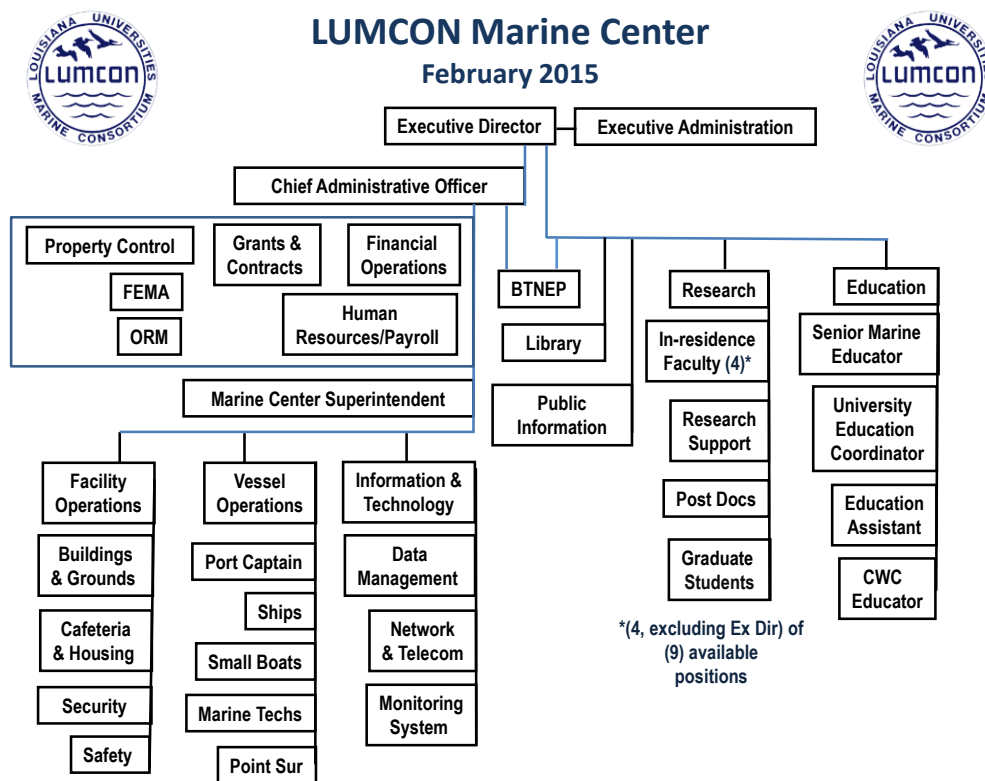 LOUISIANA UNIVERSITIES
LUMCON
MARINE CONSORTIUM
LUMCON Marine Center
February 2015
LOUISIANA UNIVERSITIES
LUMCON
MARINE CONSORTIUM
Executive Director
Executive Administration
Chief Administrative Officer
Property Control
Grants &
Contracts
Financial
Operations
FEMA
ORM
Human
Resources/Payroll
BTNEP
Library
Public
Information
Research
In-residence
Faculty (4)*
Research
Support
Post Docs
Graduate
Students
*(4, excluding Ex Dir) of
(9) available
positions
Education
Senior Marine
Educator
University
Education
Coordinator
Education
Assistant
CWC
Educator
Marine Center Superintendent
Facility
Operations
Buildings
& Grounds
Cafeteria
& Housing
Security
Safety
Vessel
Operations
Port Captain
Ships
Small Boats
Marine Techs
Point Sur
Information &
Technology
Data
Management
Network
& Telecom
Monitoring
System